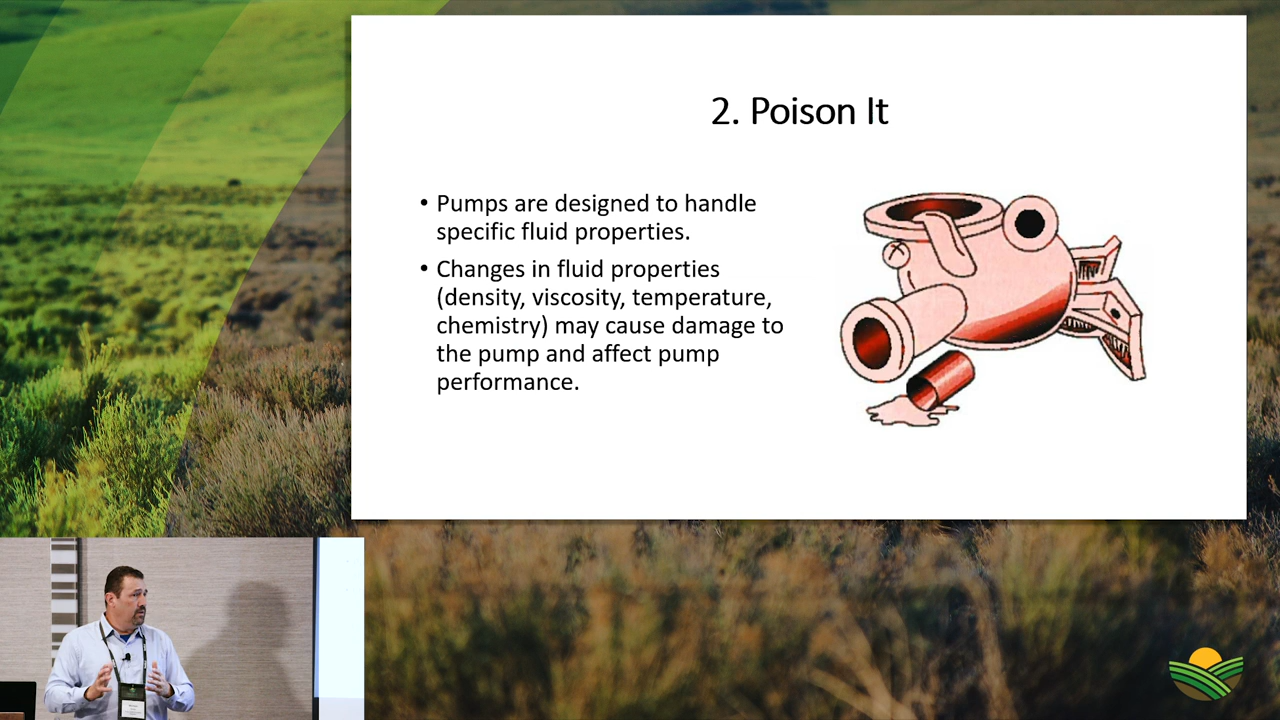 2. Poison It
• Pumps are designed to handle
specific fluid properties.
• Changes in fluid properties
(density, viscosity, temperature,
chemistry) may cause damage to
the pump and affect pump
performance.